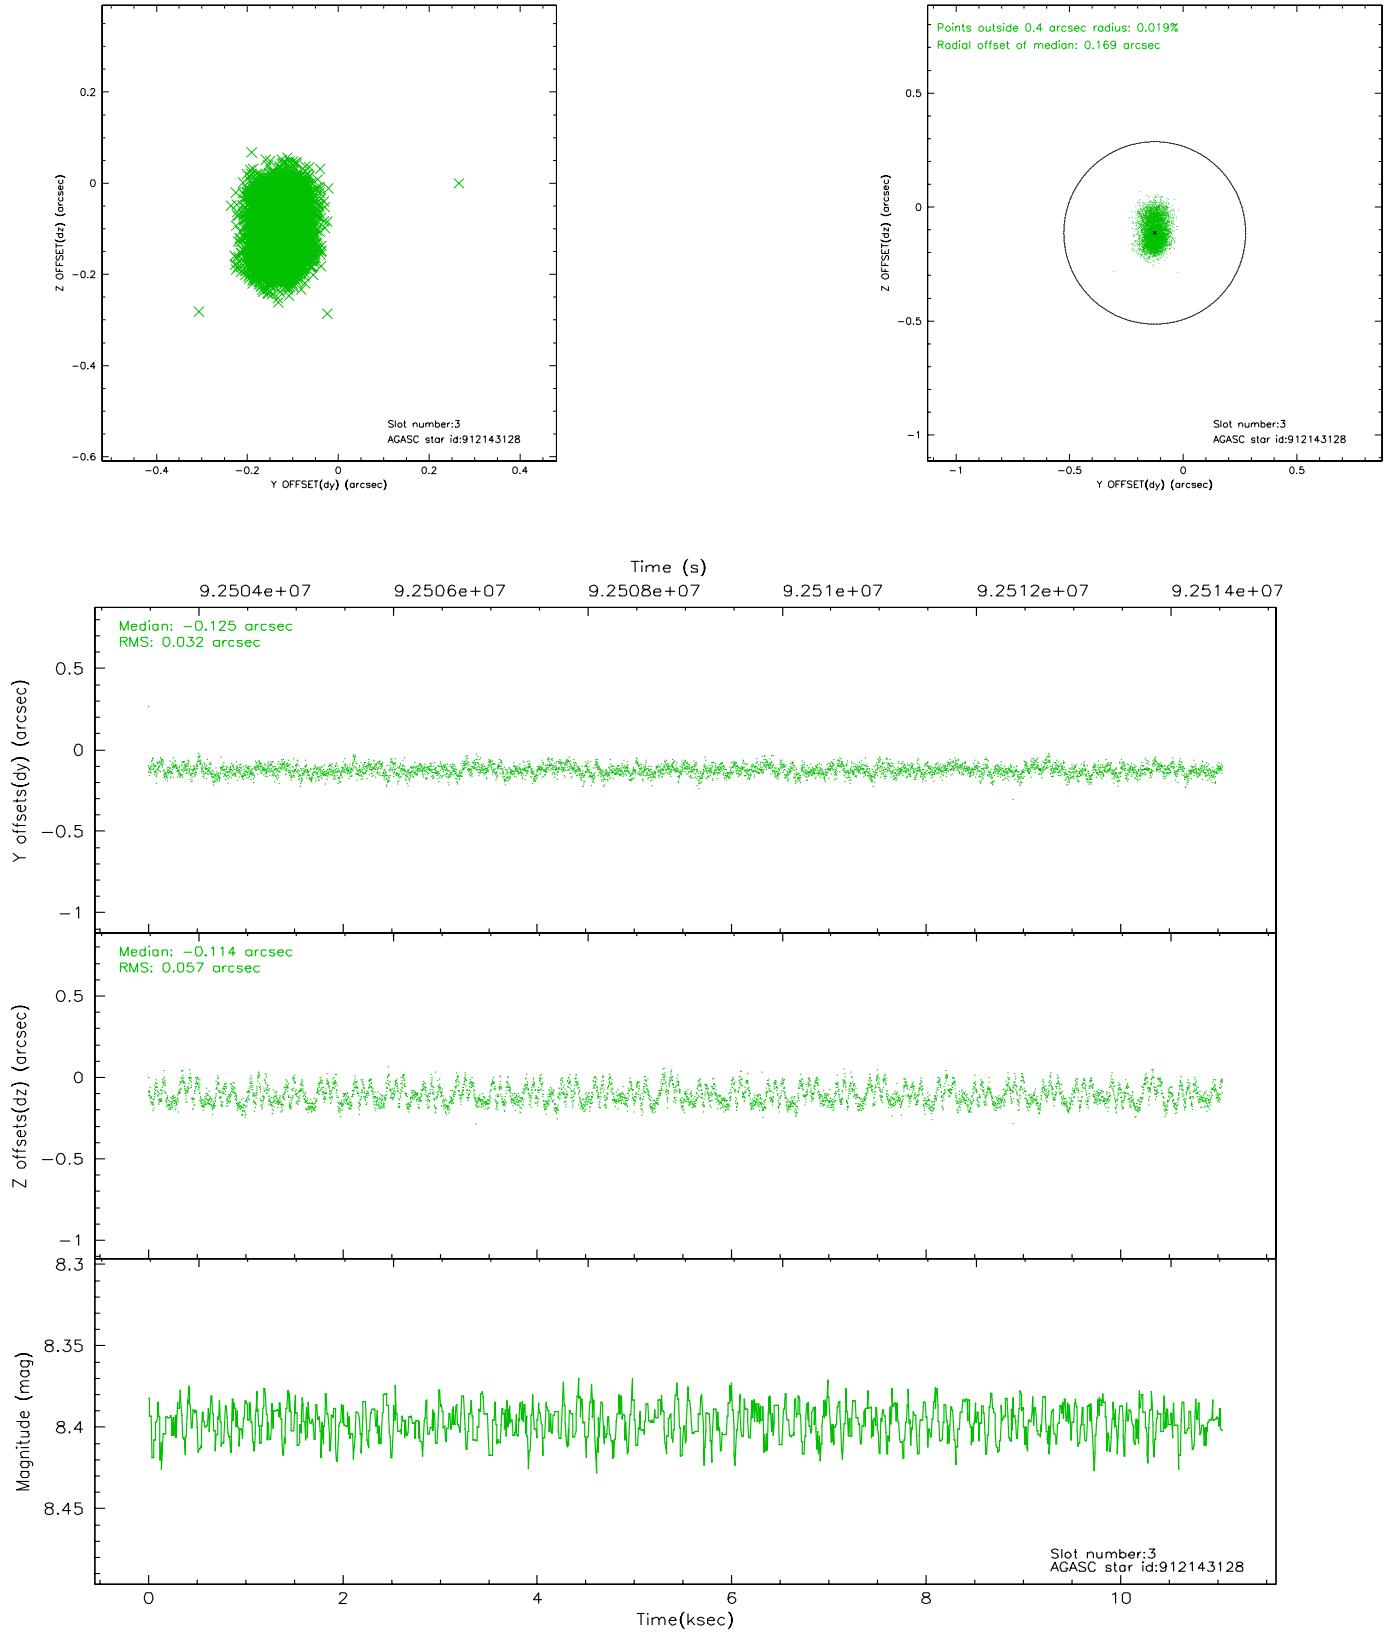 0.2
0
−0.2
−0.4
−0.6
Z OFFSET(dz) (arcsec)
Slot number:3
AGASC star id:912143128
−0.4
−0.2
0
0.2
0.4
Y OFFSET(dy) (arcsec)
Points outside 0.4 arcsec radius: 0.019%
Radial offset of median: 0.169 arcsec
0.5
0
−0.5
−1
Z OFFSET(dz) (arcsec)
Slot number:3
AGASC star id:912143128
−1
−0.5
0
0.5
Y OFFSET(dy) (arcsec)
Time (s)
9.2504e+07
9.2506e+07
9.2508e+07
9.251e+07
9.2512e+07
9.2514e+07
Median: −0.125 arcsec
RMS: 0.032 arcsec
0.5
0
−0.5
−1
Y offsets(dy) (arcsec)
Median: −0.114 arcsec
RMS: 0.057 arcsec
0.5
0
−0.5
−1
Z offsets(dz) (arcsec)
8.3
8.35
8.4
8.45
Magnitude (mag)
Slot number:3
AGASC star id:912143128
0
2
4
6
8
10
Time(ksec)